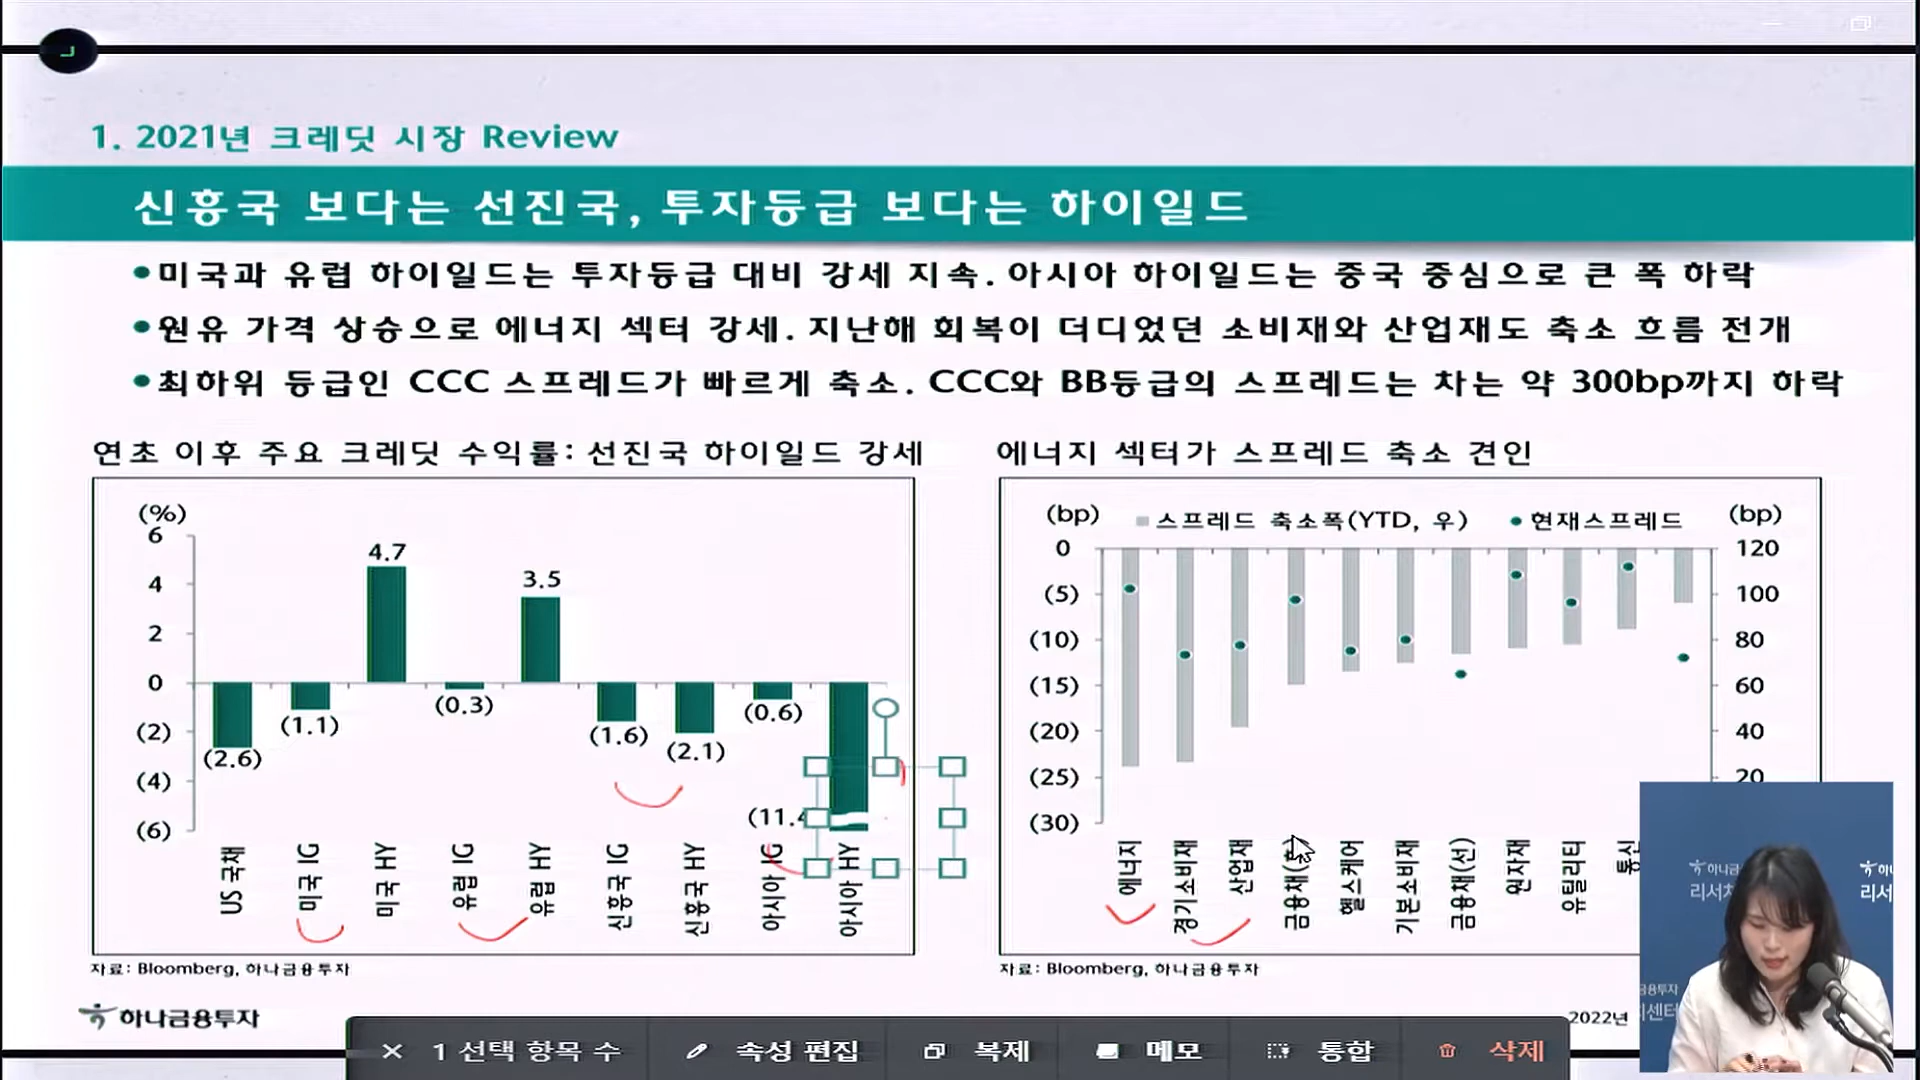 1. 2021년 크레딧 시장 Review
신흥국 보다는 선진국, 투자등급 보다는 하이일드
•미국과 유럽 하이일드는 투자등급 대비 강세 지속. 아시아 하이일드는 중국 중심으로 큰 폭 하락
•원유 가격 상승으로 에너지 섹터 강세. 지난해 회복이 더디었던 소비재와 산업재도 축소 흐름 전개
•최하위 등급인 CCC 스프레드가 빠르게 축소. CCC와 BB등급의 스프레드는 차는 약 300bp까지 하락
연초 이후 주요 크레딧 수익률: 선진국 하이일드 강세
(%)
6
4
2
0
(2)
(4)
(6)
(2.6)
(1.1)
4.7
(0.3)
3.5
(1.6)
(2.1)
(0.6)
(11.4
US 국채
미국 IG
미국 HY
유럽 IG
유럽 HY
신흥국 IG
신흥국 HY
아시아 IG
아시아 HY
자료: Bloomberg, 하나금융투자
에너지 섹터가 스프레드 축소 견인
(bp)
스프레드 축소폭(YTD, 우)
현재스프레드
(bp)
0
(5)
(10)
(15)
(20)
(25)
(30)
120
100
80
60
40
20
에너지
경기소비재
산업재
헬스케어
기본소비재
금융채(선)
원자재
유틸리티
통신
자료: Bloomberg, 하나금융투자
하나금융투자
2022년
1 선택 항목 수
속성 편집
복제
메모
통합
삭제